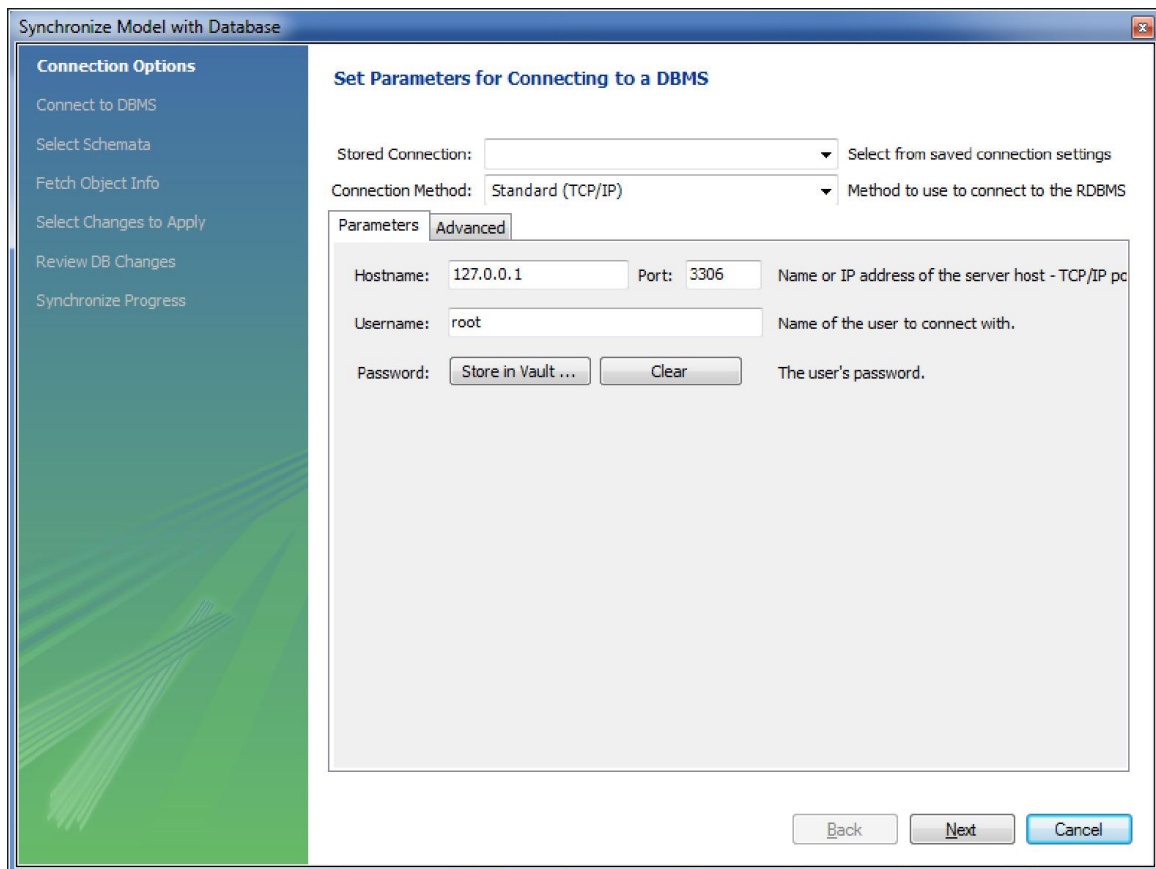 Synchronize Model with Database
Connection Options
Connect to DBMS
Select Schemata
Fetch Object Info
Select Changes to Apply
Review DB Changes
Synchronize Progress
Set Parameters for Connecting to a DBMS
Stored Connection: Select from saved connection settings
Connection Method: Standard (TCP/IP) Method to use to connect to the RDBMS
Parameters Advanced
Hostname: 127.0.0.1 Port: 3306 Name or IP address of the server host - TCP/IP pc
Username: root Name of the user to connect with.
Password: Store in Vault ... Clear The user's password.
Back Next Cancel